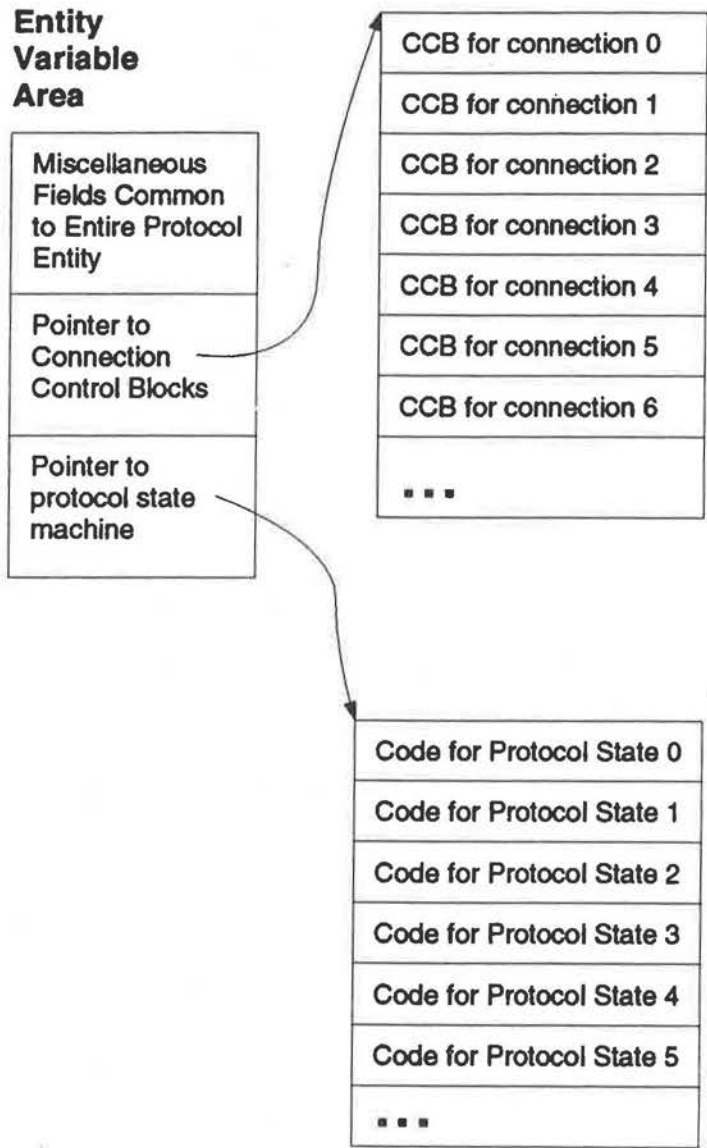 Entity
Variable
Area
Miscellaneous
Fields Common
to Entire Protocol
Entity
Pointer to
Connection
Control Blocks
Pointer to
protocol state
machine
CCB for connection 0
CCB for connection 1
CCB for connection 2
CCB for connection 3
CCB for connection 4
CCB for connection 5
CCB for connection 6
...
Code for Protocol State 0
Code for Protocol State 1
Code for Protocol State 2
Code for Protocol State 3
Code for Protocol State 4
Code for Protocol State 5
...